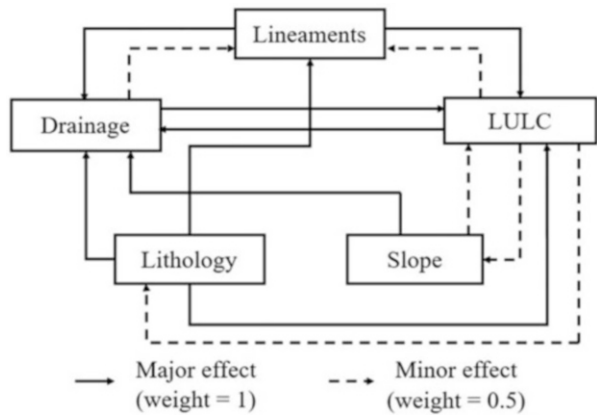 Lineaments
Drainage
LULC
Lithology
Slope
Major effect
(weight = 1)
Minor effect
(weight = 0.5)